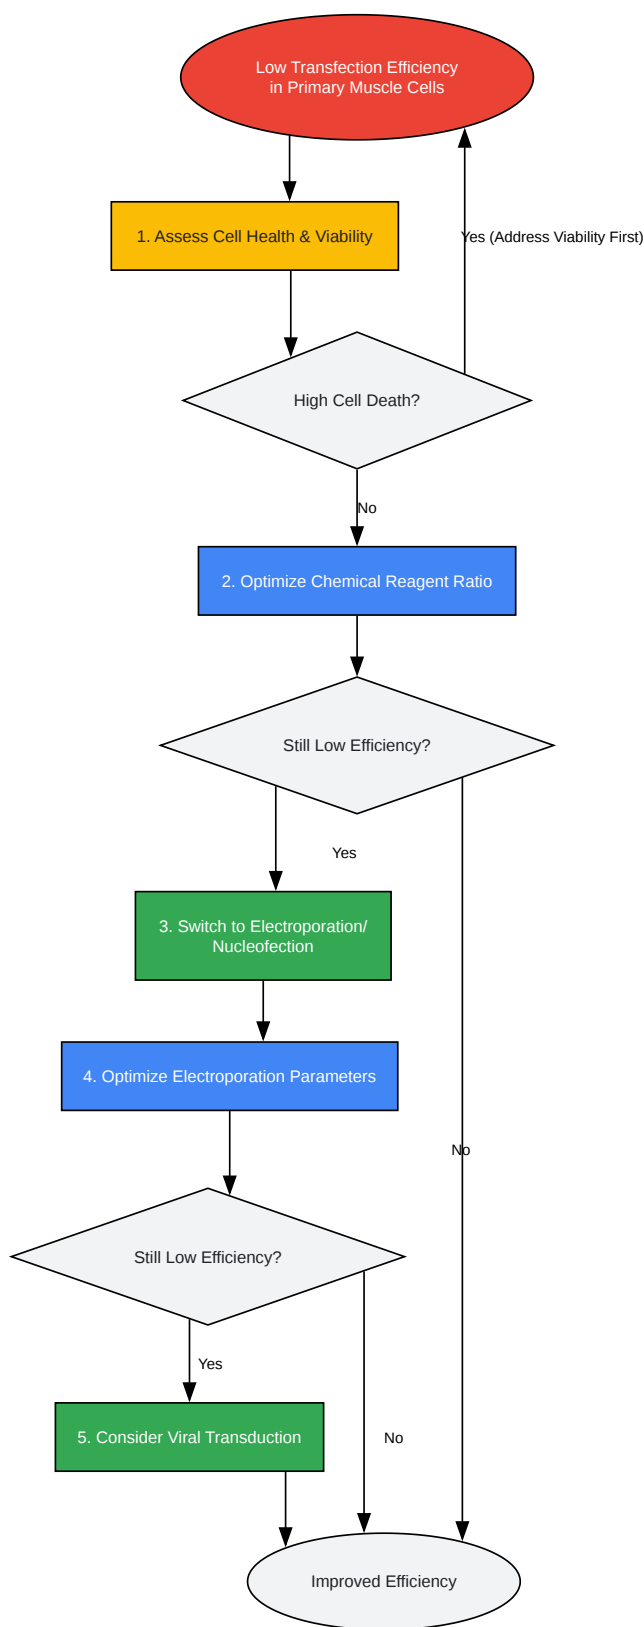 Low Transfection Efficiency
in Primary Muscle Cells
1. Assess Cell Health & Viability
Yes (Address Viability First)
High Cell Death?
No
2. Optimize Chemical Reagent Ratio
Still Low Efficiency?
Yes
3. Switch to Electroporation/
Nucleofection
4. Optimize Electroporation Parameters
No
Still Low Efficiency?
Yes
5. Consider Viral Transduction
No
Improved Efficiency